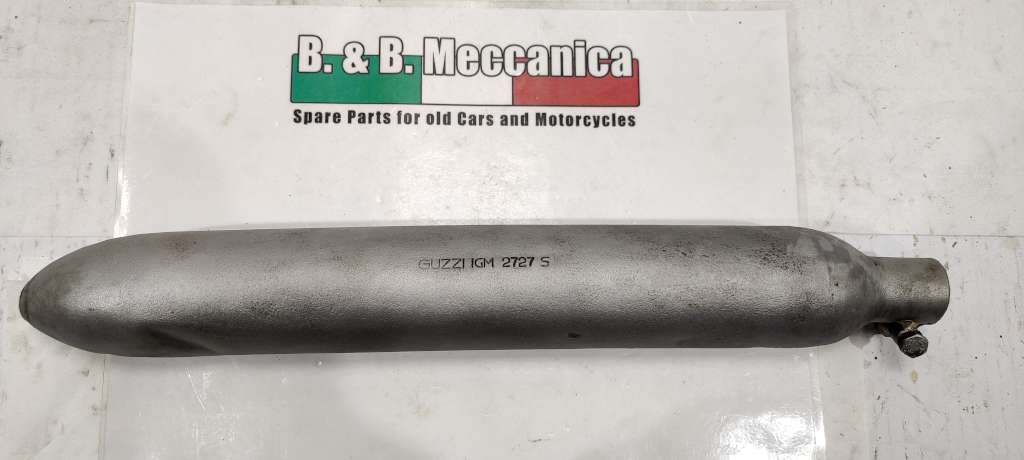 B. & B. Meccanica
Spare Parts for old Cars and Motorcycles
GUZZI IGM 2727 S